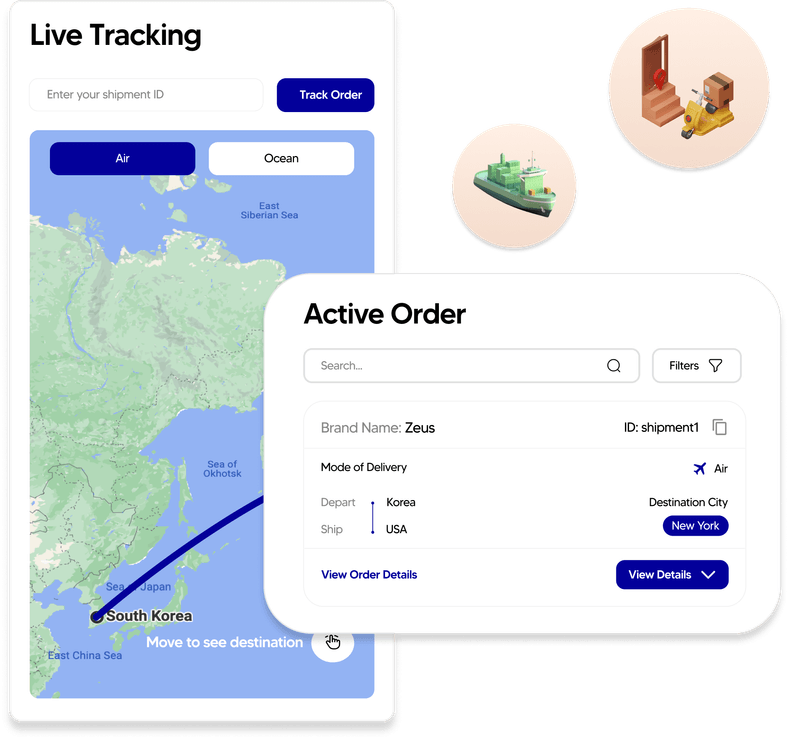 Live Tracking
Enter your shipment ID
Track Order
Air
Ocean
East
Siberian Sea
Sea of
Okhotsk
Sea of Japan
South Korea
Move to see destination
East China Sea
Active Order
Search...
Filters
Brand Name: Zeus
ID: shipment1
Mode of Delivery
Air
Depart
Korea
Destination City
Ship
USA
New York
View Order Details
View Details